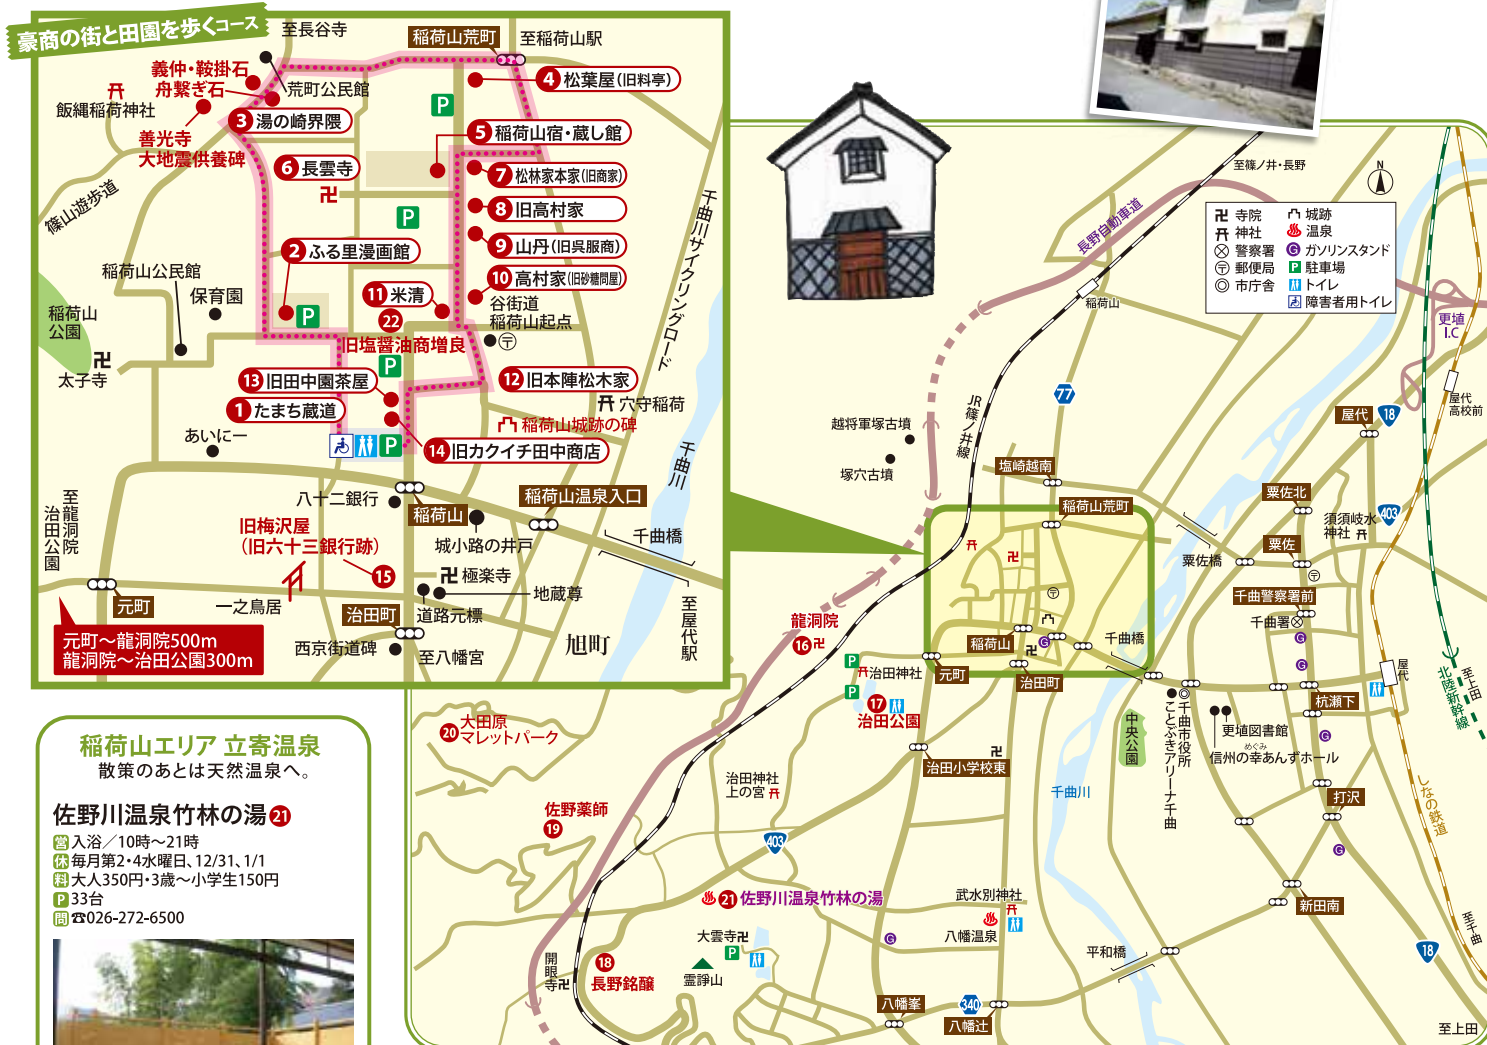 豪商の街と田園を歩くコース
至長谷寺
稲荷山荒町
至稲荷山駅
義仲・鞍掛石
舟繋ぎ石
荒町公民館
飯縄稲荷神社
善光寺
大地震供養碑
3 湯の崎界隈
P
4 松葉屋(旧料亭)
5 稲荷山宿・蔵し館
6 長雲寺
7 松林家本家(旧商家)
8 旧高村家
9 山丹(旧呉服商)
10 高村家(旧砂糖問屋)
篠山遊歩道
P
千曲川サイクリングロード
2 ふる里漫画館
稲荷山公民館
保育園
P
11 米清
22
旧塩醤油商増良
谷街道
稲荷山起点
稲荷山
公園
太子寺
P
13 旧田中園茶屋
12 旧本陣松木家
1 たまち蔵道
穴守稲荷
稲荷山城跡の碑
あいにー
P
14 旧カクイチ田中商店
千曲川
至龍洞院
治田公園
八十二銀行
稲荷山
稲荷山温泉入口
城小路の井戸
千曲橋
旧梅沢屋
(旧六十三銀行跡)
15
極楽寺
地蔵尊
元町
一之鳥居
治田町
道路元標
至屋代駅
元町〜龍洞院500m
龍洞院〜治田公園300m
西京街道碑
至八幡宮
旭町
稲荷山エリア 立寄温泉
散策のあとは天然温泉へ。
佐野川温泉竹林の湯 21
営 入浴/10時〜21時
休 毎月第2・4水曜日、12/31、1/1
料 大人350円・3歳〜小学生150円
P 33台
問 ☎026-272-6500
至篠ノ井・長野
N
寺院
城跡
神社
温泉
警察署
G ガソリンスタンド
郵便局
P 駐車場
市庁舎
トイレ
障害者用トイレ
長野自動車道
稲荷山
更埴
I.C
77
JR篠ノ井線
屋代
18
屋代
高校前
越将軍塚古墳
塚穴古墳
塩崎越南
稲荷山荒町
粟佐北
403
須須岐水
神社
粟佐橋
粟佐
千曲警察署前
千曲署
G
G
龍洞院
16
稲荷山
G
千曲橋
P
治田神社
元町
治田町
P
17
治田公園
屋代
至上田
北陸新幹線
杭瀬下
中央公園
千曲市役所
ことぶきアリーナ千曲
更埴図書館
めぐみ
信州の幸あんずホール
G
20
大田原
マレットパーク
治田小学校東
治田神社
上の宮
千曲川
打沢
しなの鉄道
佐野薬師
19
403
G
21 佐野川温泉竹林の湯
武水別神社
新田南
八幡温泉
G
大雲寺
P
霊諍山
開眼寺
18
長野銘醸
平和橋
至千曲
18
八幡峯
340
八幡辻
至上田